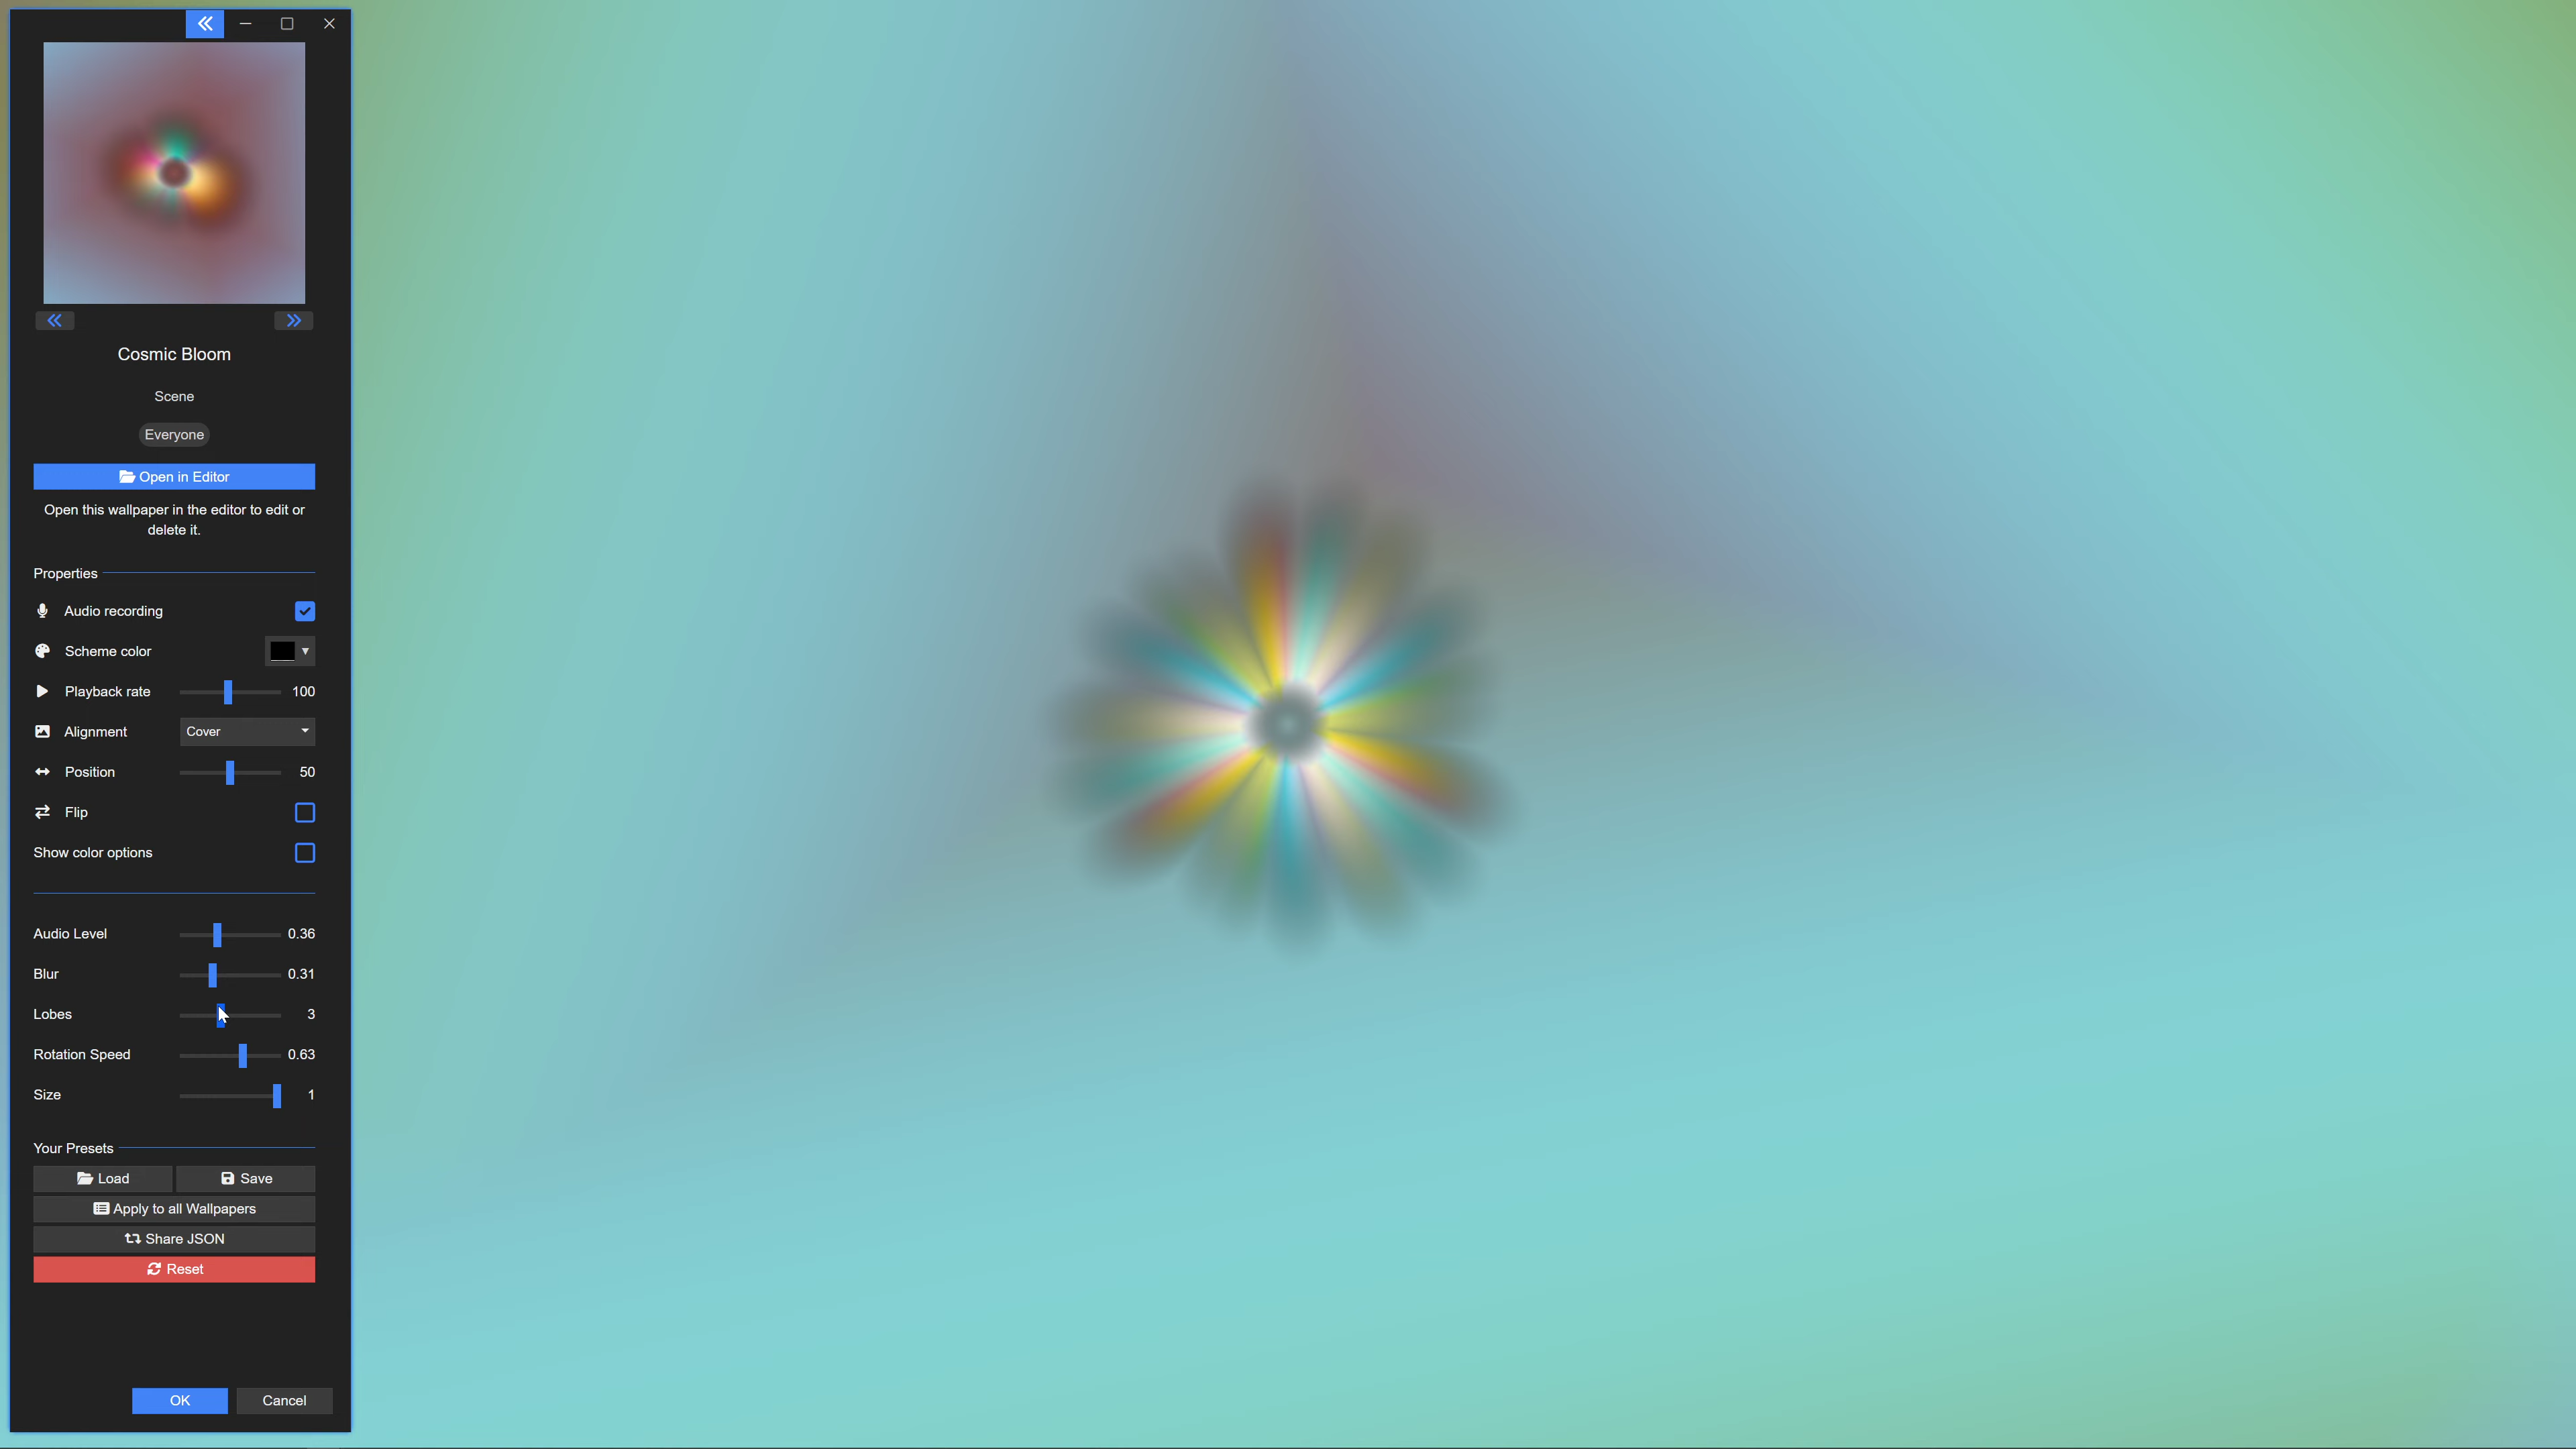 Cosmic Bloom
Scene
Everyone
Open in Editor
Open this wallpaper in the editor to edit or
delete it.
Properties
Audio recording
Scheme color
Playback rate 100
Alignment Cover
Position 50
Flip
Show color options
Audio Level 0.36
Blur 0.31
Lobes 3
Rotation Speed 0.63
Size 1
Your Presets
Load Save
Apply to all Wallpapers
Share JSON
Reset
OK Cancel